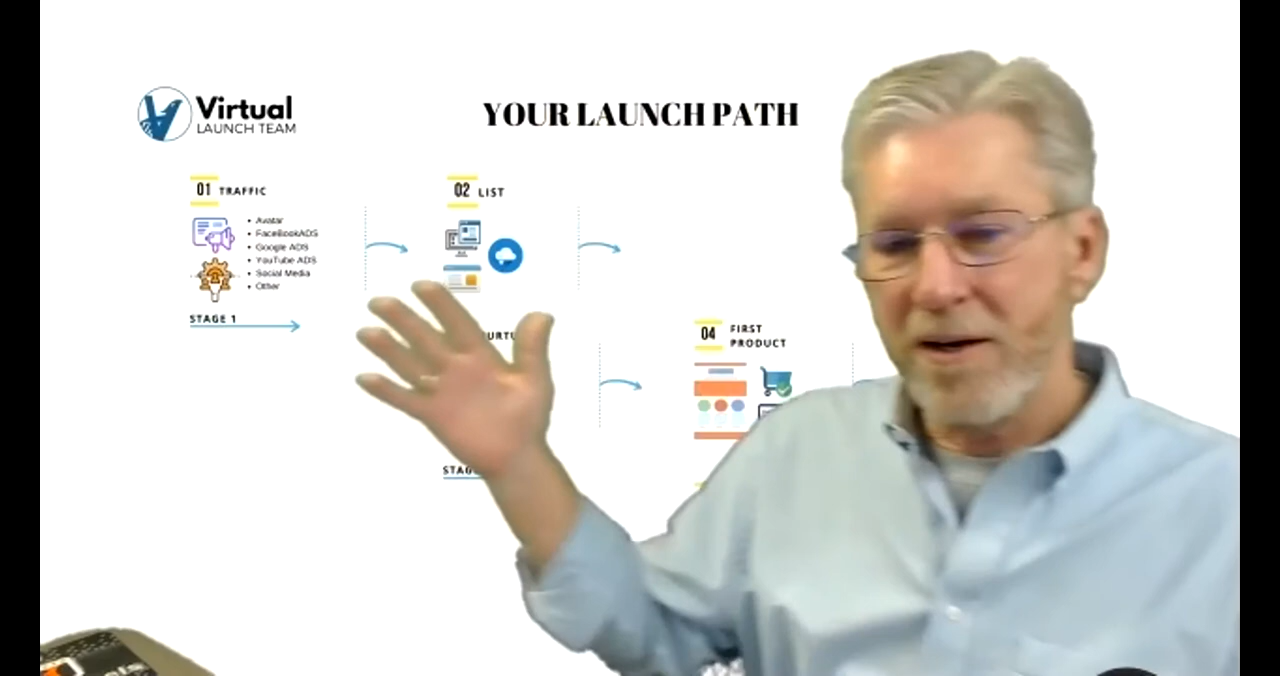 Virtual
LAUNCH TEAM
YOUR LAUNCH PATH
01 TRAFFIC
• Avatar
• FaceBookADS
• Google ADS
• YouTube ADS
• Social Media
• Other
STAGE 1
02 LIST
04 FIRST
PRODUCT